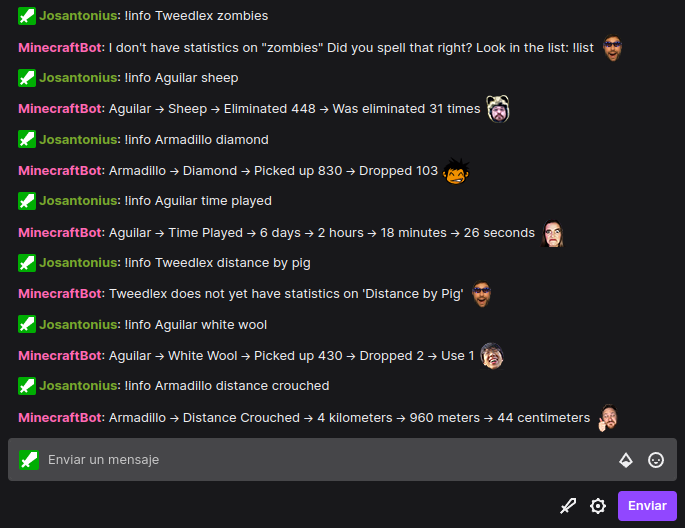 Josantonius: !info Tweedlex zombies
MinecraftBot: I don't have statistics on "zombies" Did you spell that right? Look in the list: !list
Josantonius: !info Aguilar sheep
MinecraftBot: Aguilar → Sheep → Eliminated 448 → Was eliminated 31 times
Josantonius: !info Armadillo diamond
MinecraftBot: Armadillo → Diamond → Picked up 830 → Dropped 103
Josantonius: !info Aguilar time played
MinecraftBot: Aguilar → Time Played → 6 days → 2 hours → 18 minutes → 26 seconds
Josantonius: !info Tweedlex distance by pig
MinecraftBot: Tweedlex does not yet have statistics on 'Distance by Pig'
Josantonius: !info Aguilar white wool
MinecraftBot: Aguilar → White Wool → Picked up 430 → Dropped 2 → Use 1
Josantonius: !info Armadillo distance crouched
MinecraftBot: Armadillo → Distance Crouched → 4 kilometers → 960 meters → 44 centimeters
Enviar un mensaje
Enviar